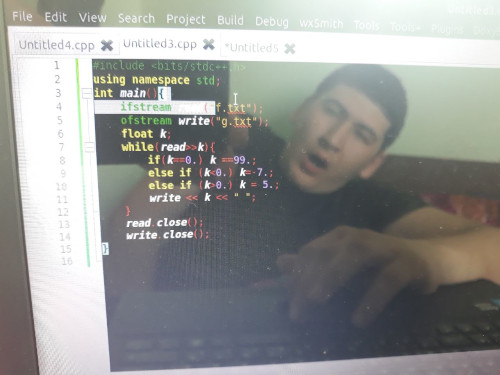 File Edit View Search Project Build Debug wxSmith Tools Tools+ Plugins
Untitled4.cpp Untitled3.cpp *Untitled5
1 #include <bits/stdc++.h>
2 using namespace std;
3 int main(){
4 ifstream read("f.txt");
5 ofstream write("g.txt");
6 float k;
7 while(read>>k){
8 if(k==0.) k ==99.;
9 else if (k<0.) k=-7.;
10 else if (k>0.) k = 5.;
11 write << k << " ";
12 }
13 read.close();
14 write.close();
15 }
16